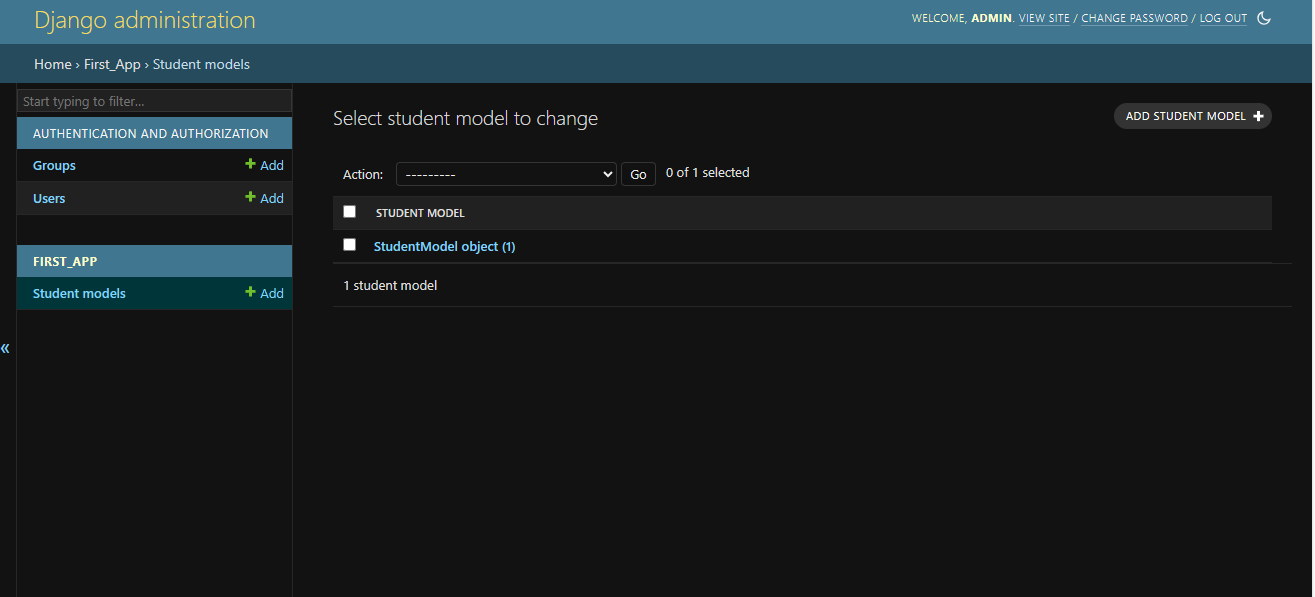 Django administration
WELCOME, ADMIN. VIEW SITE / CHANGE PASSWORD / LOG OUT
Home › First_App › Student models
Start typing to filter...
AUTHENTICATION AND AUTHORIZATION
Groups + Add
Users + Add
FIRST_APP
Student models + Add
«
Select student model to change
ADD STUDENT MODEL +
Action: --------- Go 0 of 1 selected
STUDENT MODEL
StudentModel object (1)
1 student model